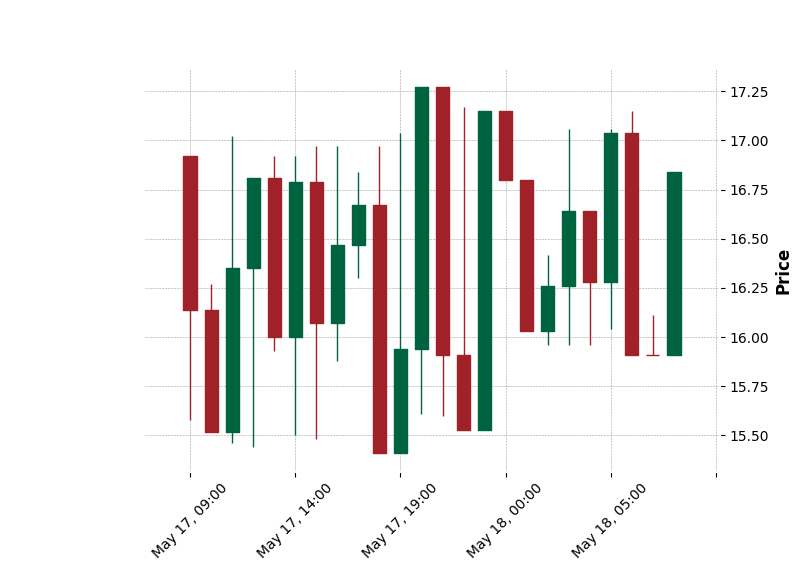 17.25
17.00
16.75
16.50
16.25
16.00
15.75
15.50
Price
May 17, 09:00
May 17, 14:00
May 17, 19:00
May 18, 00:00
May 18, 05:00